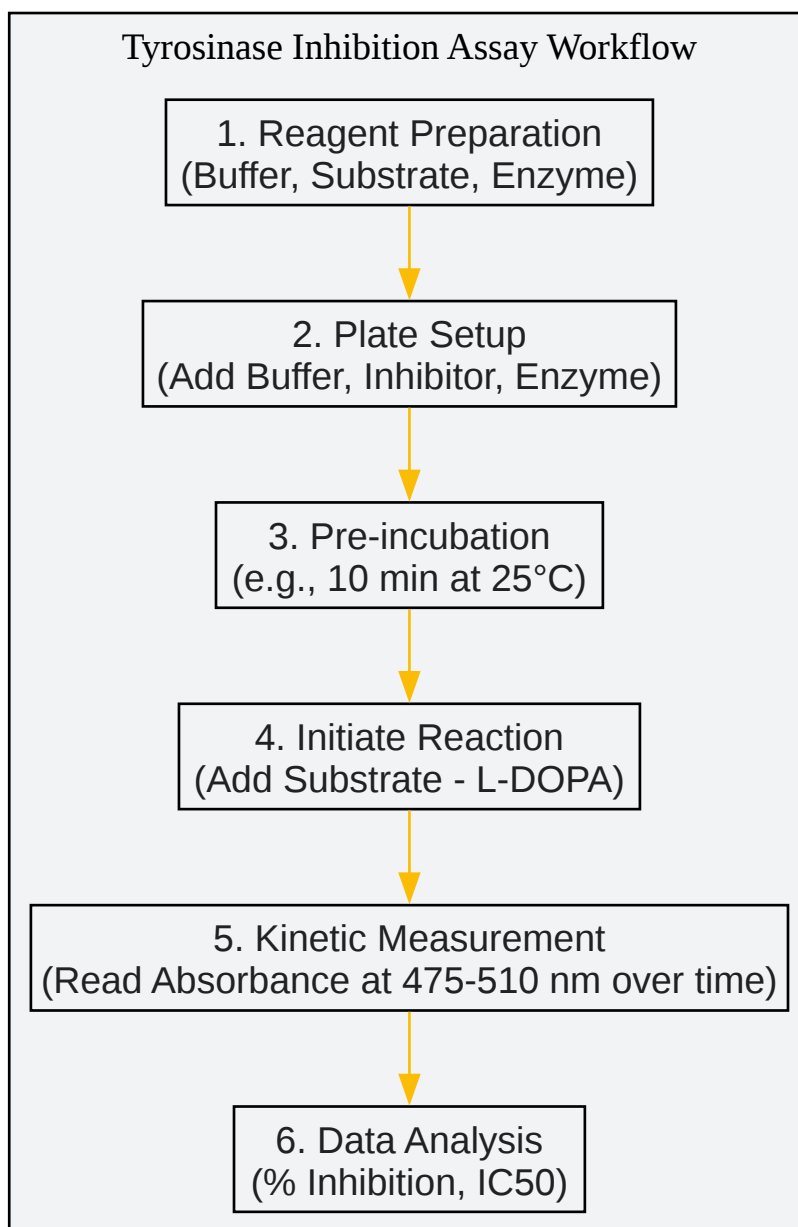 Tyrosinase Inhibition Assay Workflow
1. Reagent Preparation
(Buffer, Substrate, Enzyme)
2. Plate Setup
(Add Buffer, Inhibitor, Enzyme)
3. Pre-incubation
(e.g., 10 min at 25°C)
4. Initiate Reaction
(Add Substrate - L-DOPA)
5. Kinetic Measurement
(Read Absorbance at 475-510 nm over time)
6. Data Analysis
(% Inhibition, IC50)